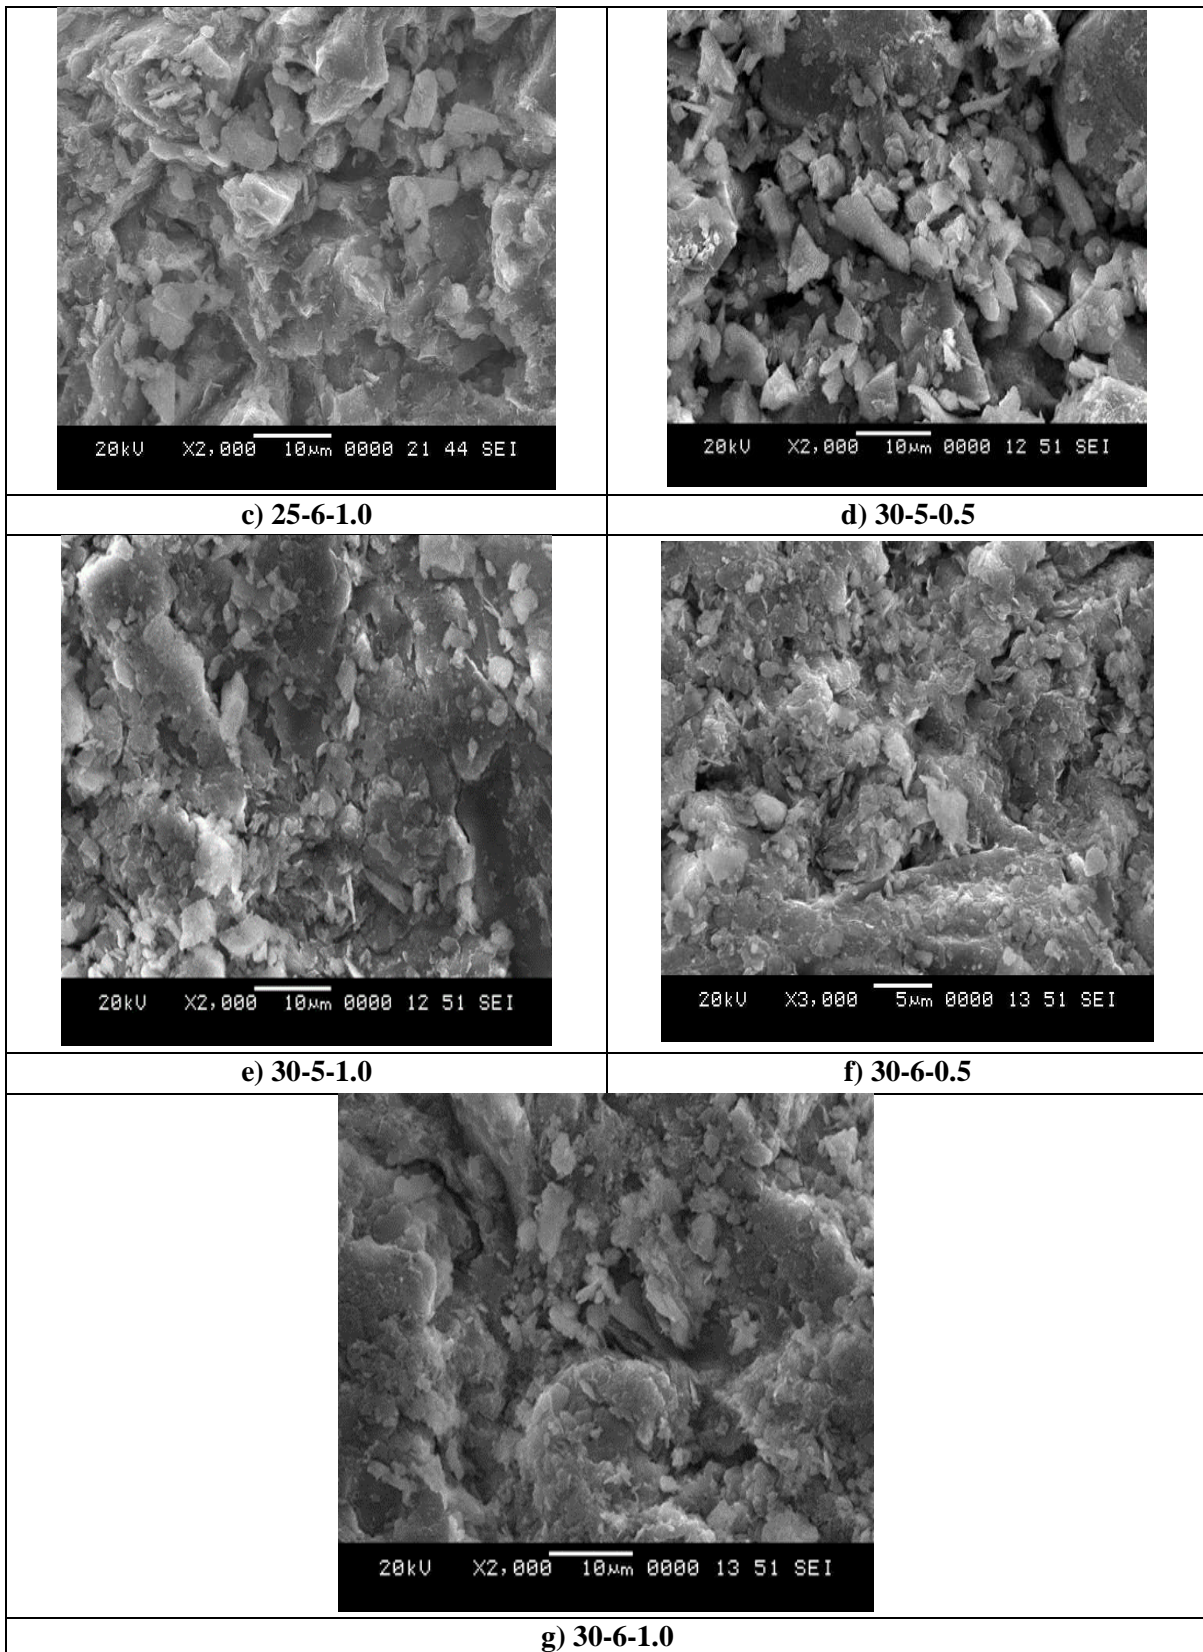 20kV X2,000 10µm 0000 21 44 SEI
20kV X2,000 10µm 0000 12 51 SEI
c) 25-6-1.0
d) 30-5-0.5
20kV X2,000 10µm 0000 12 51 SEI
20kV X3,000 5µm 0000 13 51 SEI
e) 30-5-1.0
f) 30-6-0.5
20kV X2,000 10µm 0000 13 51 SEI
g) 30-6-1.0